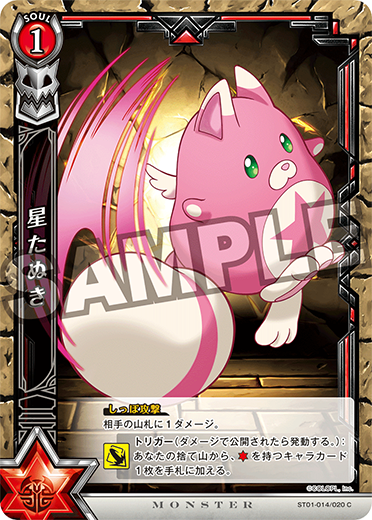 SOUL
1
星たぬき
SAMPLE
しっぽ攻撃
相手の山札に1ダメージ。
トリガー(ダメージで公開されたら発動する。):
あなたの捨て山から、を持つキャラカード
1枚を手札に加える。
©COLOPL, Inc.
MONSTER
ST01-014/020 C